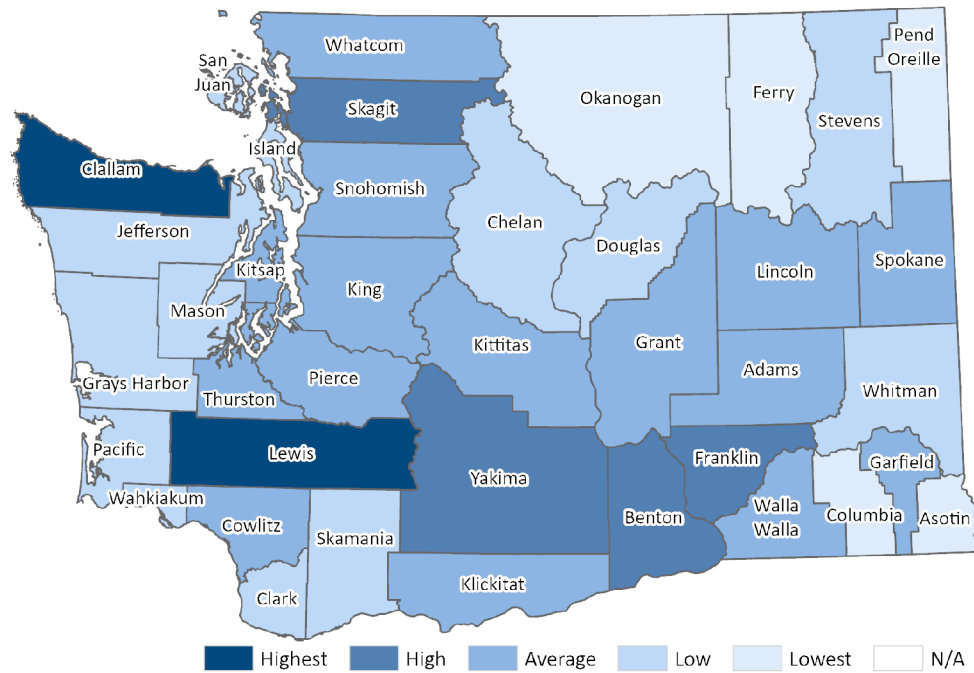 Whatcom
San
Juan
Skagit
Okanogan
Ferry
Pend
Oreille
Stevens
Island
Clallam
Snohomish
Chelan
Jefferson
Douglas
Kitsap
Lincoln
Spokane
King
Mason
Kittitas
Grant
Pierce
Adams
Grays Harbor
Thurston
Whitman
Pacific
Lewis
Yakima
Franklin
Garfield
Wahkiakum
Cowlitz
Skamania
Benton
Walla
Walla
Columbia
Asotin
Clark
Klickitat
Highest High Average Low Lowest N/A